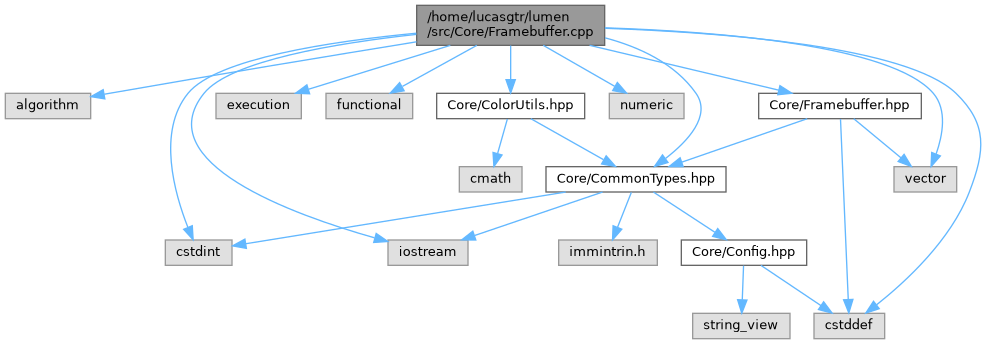 /home/lucasgtr/lumen
/src/Core/Framebuffer.cpp
algorithm
execution
functional
Core/ColorUtils.hpp
numeric
Core/Framebuffer.hpp
cmath
Core/CommonTypes.hpp
vector
cstdint
iostream
immintrin.h
Core/Config.hpp
string_view
cstddef